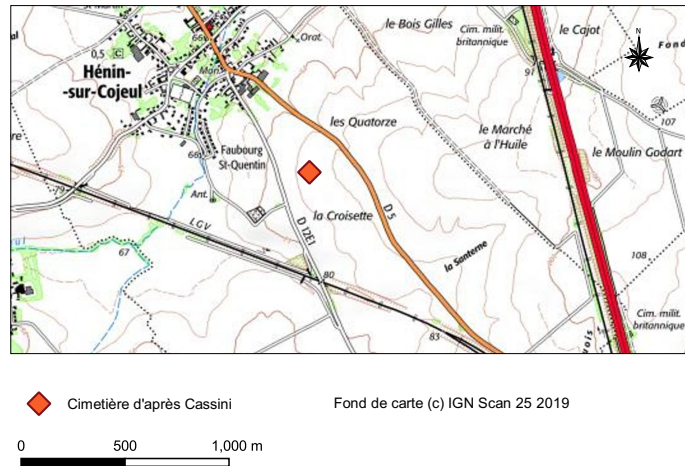 le Bois Gilles
Cim. milit.
britannique
le Cajot
N
Orat.
66
0,5
C
Hénin-
-sur-Cojeul
Mon.
91
107
les Quatorze
le Marché
à l'Huile
le Moulin Godart
Faubourg
St-Quentin
66
79
Ant.
la Croisette
D 5
LGV
D 12E1
la Santerne
67
108
80
Cim. milit.
britannique
83
Cimetière d'après Cassini
Fond de carte (c) IGN Scan 25 2019
0 500 1,000 m